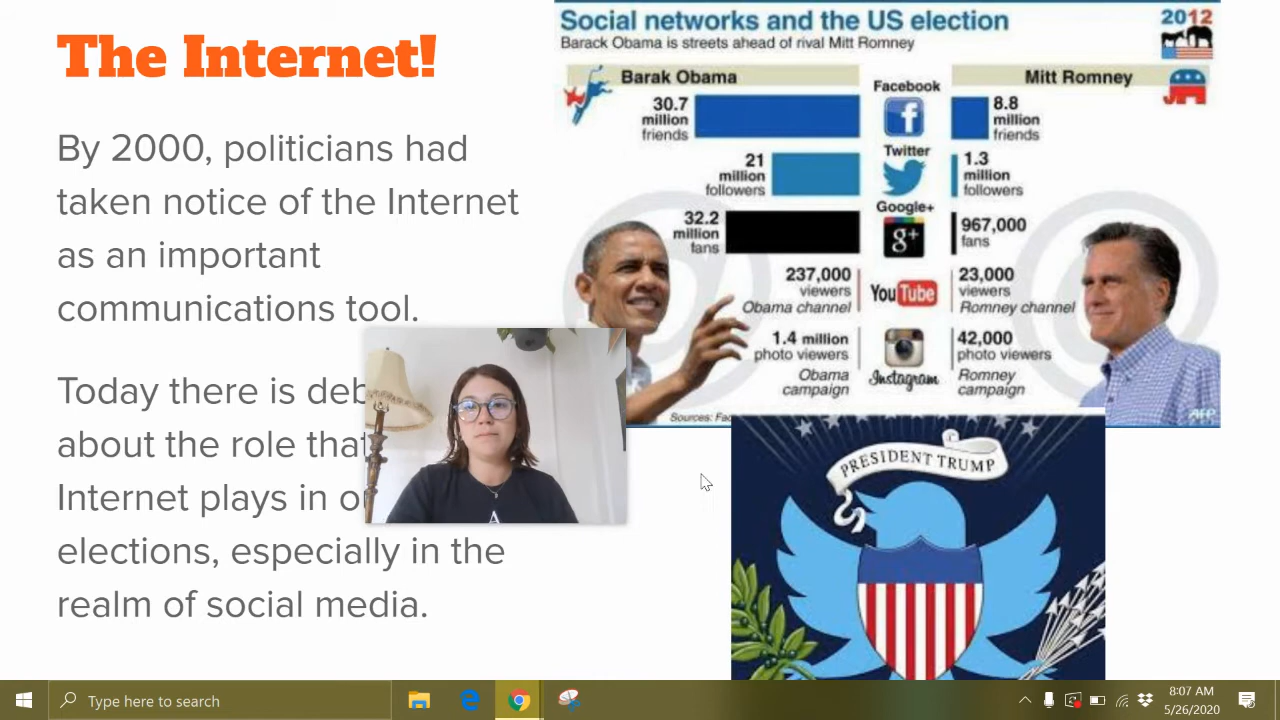 The Internet!
By 2000, politicians had
taken notice of the Internet
as an important
communications tool.
Today there is
about the role
Internet plays in
elections, especially in the
realm of social media.
Social networks and the US election
Barack Obama is streets ahead of rival Mitt Romney
2012
Barak Obama
Mitt Romney
Facebook
30.7
million
friends
f
8.8
million
friends
Twitter
21
million
followers
1.3
million
followers
Google+
32.2
million
fans
g+
967,000
fans
237,000
viewers
Obama channel
YouTube
23,000
viewers
Romney channel
1.4 million
photo viewers
Obama
campaign
Instagram
42,000
photo viewers
Romney
campaign
Sources:
AFP
PRESIDENT TRUMP
A
Type here to search
8:07 AM
5/26/2020